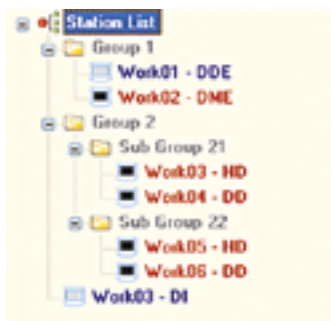 Station List
Group 1
Work01 - DDE
Work02 - DME
Group 2
Sub Group 21
Work03 - HD
Work04 - DD
Sub Group 22
Work05 - HD
Work06 - DD
Work03 - DI